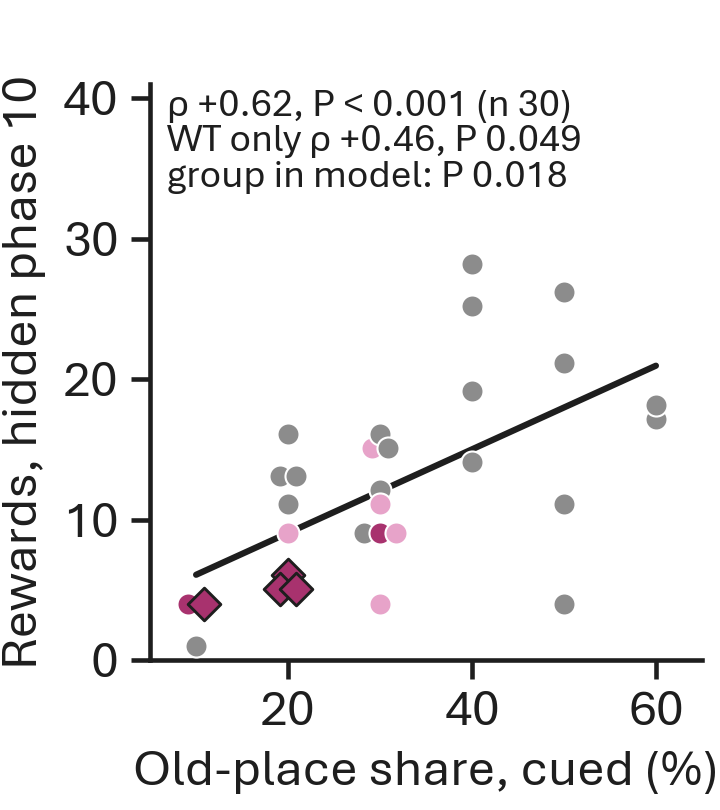 ρ +0.62, P < 0.001 (n 30)
WT only ρ +0.46, P 0.049
group in model: P 0.018
Rewards, hidden phase 10
40
30
20
10
0
20 40 60
Old-place share, cued (%)